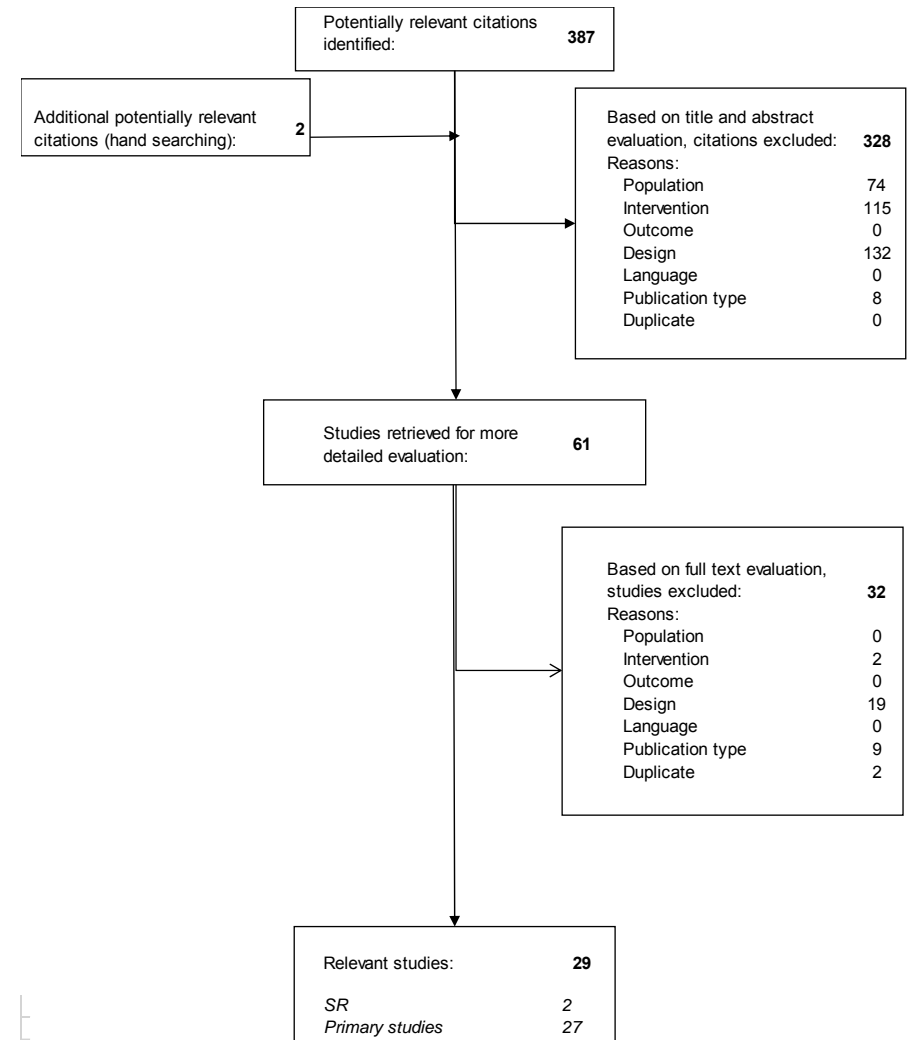 Potentially relevant citations
identified: 387
Additional potentially relevant
citations (hand searching): 2
Based on title and abstract
evaluation, citations excluded: 328
Reasons:
Population 74
Intervention 115
Outcome 0
Design 132
Language 0
Publication type 8
Duplicate 0
Studies retrieved for more
detailed evaluation: 61
Based on full text evaluation,
studies excluded: 32
Reasons:
Population 0
Intervention 2
Outcome 0
Design 19
Language 0
Publication type 9
Duplicate 2
Relevant studies: 29
SR 2
Primary studies 27